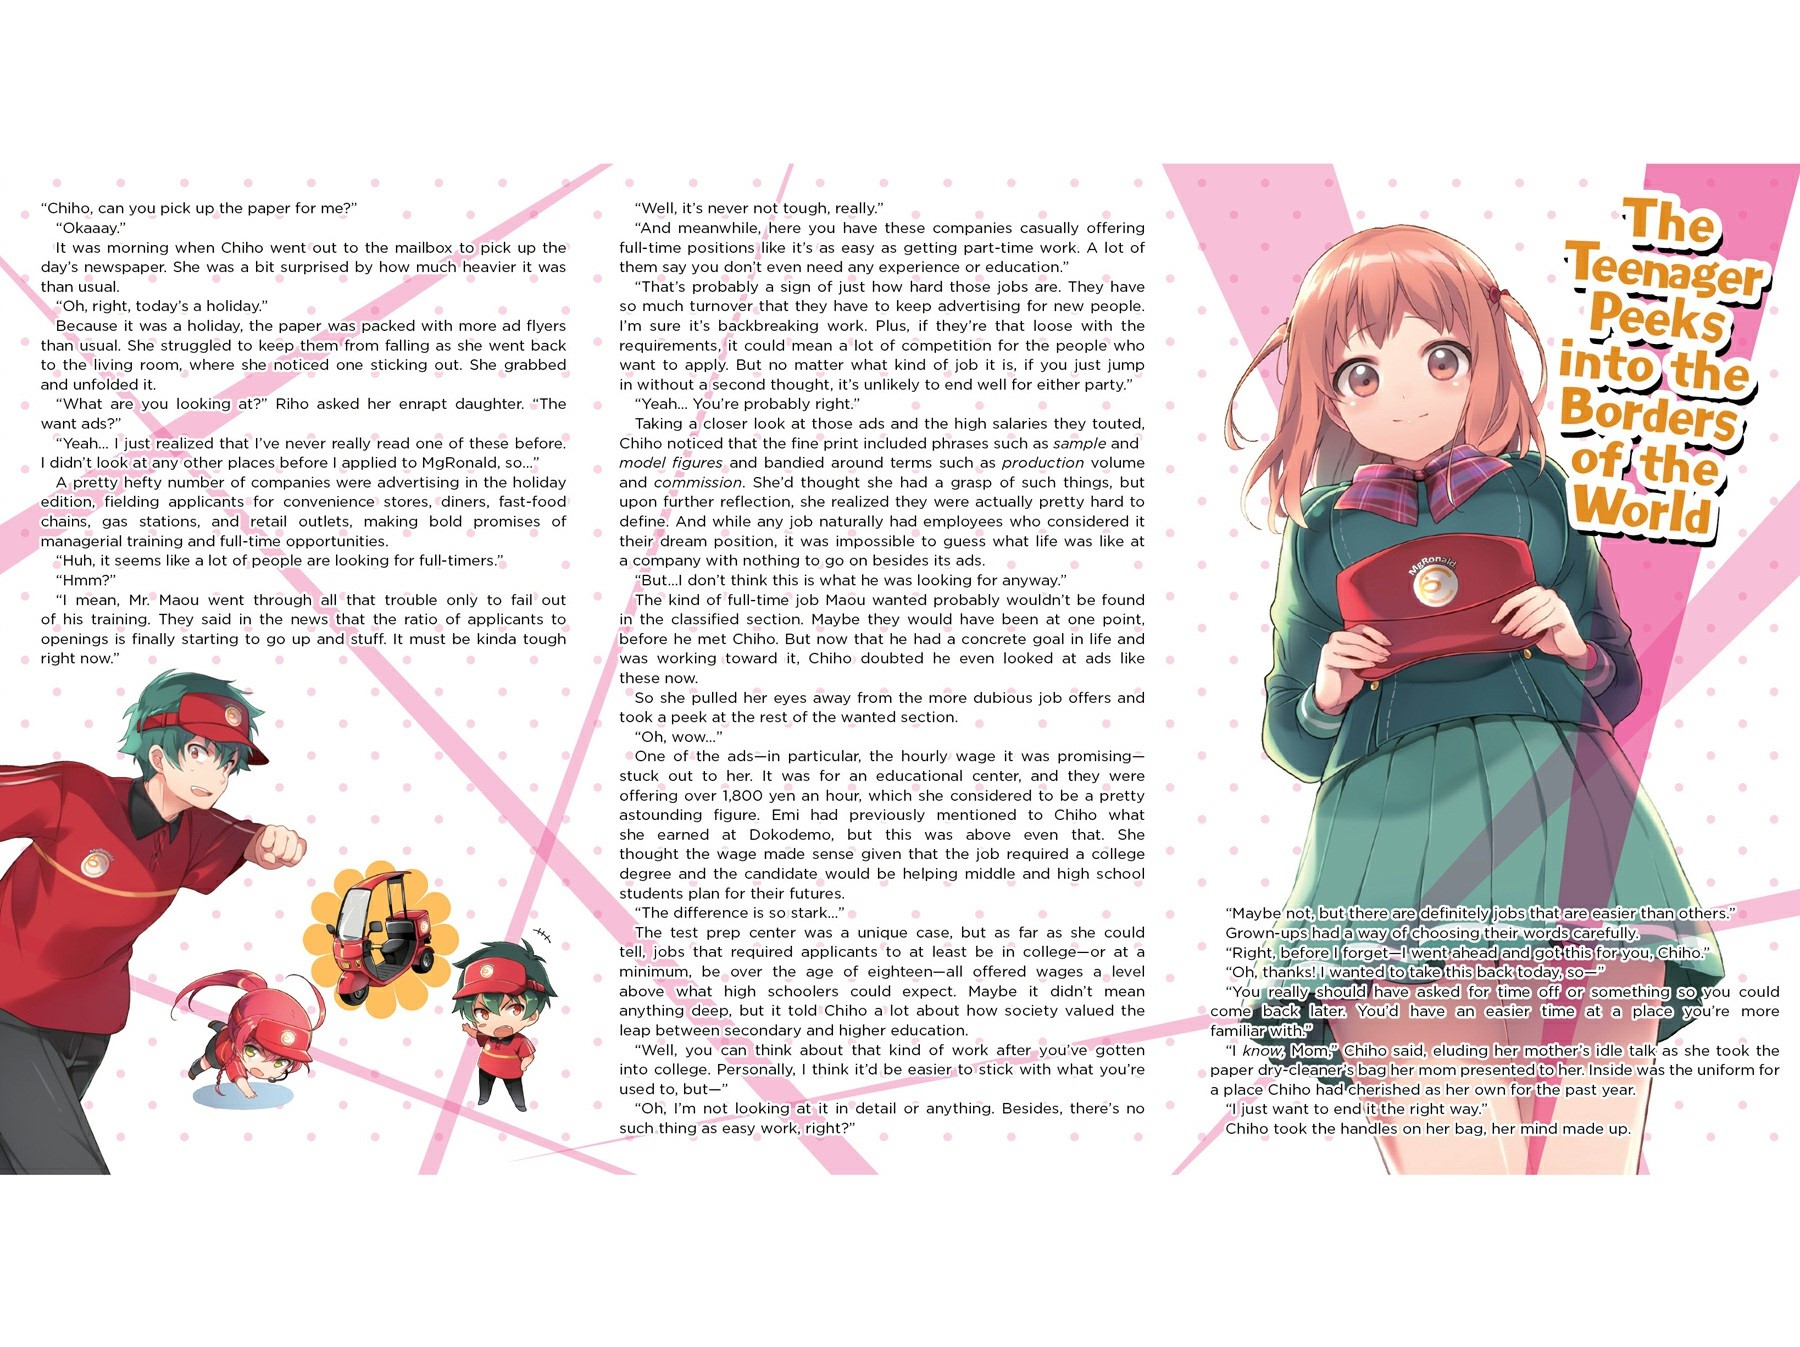 “Chiho, can you pick up the paper for me?”
“Okaaay.”
It was morning when Chiho went out to the mailbox to pick up the
day’s newspaper. She was a bit surprised by how much heavier it was
than usual.
“Oh, right, today’s a holiday.”
Because it was a holiday, the paper was packed with more ad flyers
than usual. She struggled to keep them from falling as she went back
to the living room, where she noticed one sticking out. She grabbed
and unfolded it.
“What are you looking at?” Riho asked her enrapt daughter. “The
want ads?”
“Yeah... I just realized that I’ve never really read one of these before.
I didn’t look at any other places before I applied to MgRonald, so...”
A pretty hefty number of companies were advertising in the holiday
edition, fielding applicants for convenience stores, diners, fast-food
chains, gas stations, and retail outlets, making bold promises of
managerial training and full-time opportunities.
“Huh, it seems like a lot of people are looking for full-timers.”
“Hmm?”
“I mean, Mr. Maou went through all that trouble only to fail out
of his training. They said in the news that the ratio of applicants to
openings is finally starting to go up and stuff. It must be kinda tough
right now.”
“Well, it’s never not tough, really.”
“And meanwhile, here you have these companies casually offering
full-time positions like it’s as easy as getting part-time work. A lot of
them say you don’t even need any experience or education.”
“That’s probably a sign of just how hard those jobs are. They have
so much turnover that they have to keep advertising for new people.
I’m sure it’s backbreaking work. Plus, if they’re that loose with the
requirements, it could mean a lot of competition for the people who
want to apply. But no matter what kind of job it is, if you just jump
in without a second thought, it’s unlikely to end well for either party.”
“Yeah... You’re probably right.”
Taking a closer look at those ads and the high salaries they touted,
Chiho noticed that the fine print included phrases such as sample and
model figures and bandied around terms such as production volume
and commission. She’d thought she had a grasp of such things, but
upon further reflection, she realized they were actually pretty hard to
define. And while any job naturally had employees who considered it
their dream position, it was impossible to guess what life was like at
a company with nothing to go on besides its ads.
“But...I don’t think this is what he was looking for anyway.”
The kind of full-time job Maou wanted probably wouldn’t be found
in the classified section. Maybe they would have been at one point,
before he met Chiho. But now that he had a concrete goal in life and
was working toward it, Chiho doubted he even looked at ads like
these now.
So she pulled her eyes away from the more dubious job offers and
took a peek at the rest of the wanted section.
“Oh, wow...”
One of the ads—in particular, the hourly wage it was promising—
stuck out to her. It was for an educational center, and they were
offering over 1,800 yen an hour, which she considered to be a pretty
astounding figure. Emi had previously mentioned to Chiho what
she earned at Dokodemo, but this was above even that. She
thought the wage made sense given that the job required a college
degree and the candidate would be helping middle and high school
students plan for their futures.
“The difference is so stark...”
The test prep center was a unique case, but as far as she could
tell, jobs that required applicants to at least be in college—or at a
minimum, be over the age of eighteen—all offered wages a level
above what high schoolers could expect. Maybe it didn’t mean
anything deep, but it told Chiho a lot about how society valued the
leap between secondary and higher education.
“Well, you can think about that kind of work after you’ve gotten
into college. Personally, I think it’d be easier to stick with what you’re
used to, but—”
“Oh, I’m not looking at it in detail or anything. Besides, there’s no
such thing as easy work, right?”
The
Teenager
Peeks
into the
Borders
of the
World
MgRonald
“Maybe not, but there are definitely jobs that are easier than others.”
Grown-ups had a way of choosing their words carefully.
“Right, before I forget—I went ahead and got this for you, Chiho.”
“Oh, thanks! I wanted to take this back today, so—”
“You really should have asked for time off or something so you could
come back later. You’d have an easier time at a place you’re more
familiar with.”
“I know, Mom,” Chiho said, eluding her mother’s idle talk as she took the
paper dry-cleaner’s bag her mom presented to her. Inside was the uniform for
a place Chiho had cherished as her own for the past year.
“I just want to end it the right way.”
Chiho took the handles on her bag, her mind made up.
MgRonald